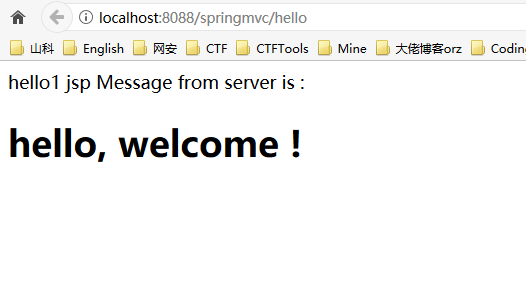 localhost:8088/springmvc/hello
山科 English 网安 CTF CTFTools Mine 大佬博客orz Coding
hello1 jsp Message from server is :
hello, welcome !